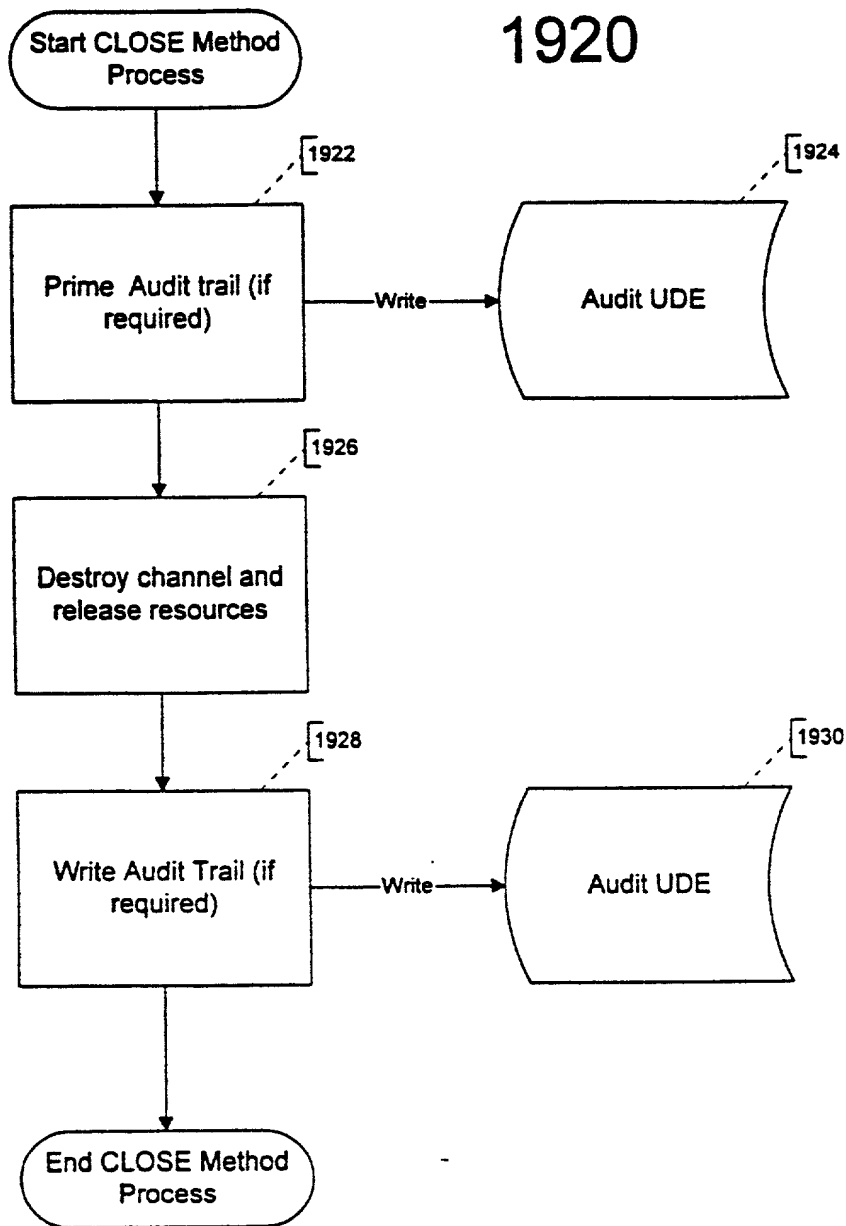 1920
Start CLOSE Method
Process
1922
1924
Prime Audit trail (if
required)
Write
Audit UDE
1926
Destroy channel and
release resources
1928
1930
Write Audit Trail (if
required)
Write
Audit UDE
End CLOSE Method
Process